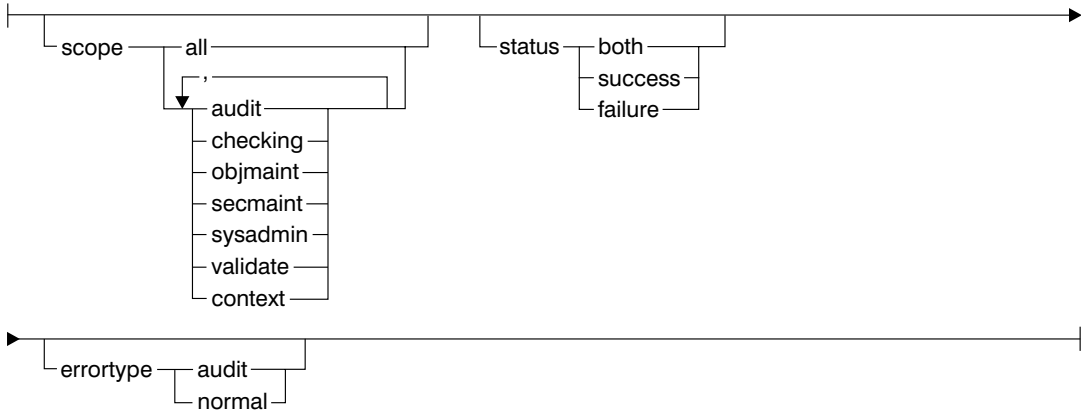 scope all status both
, success
audit failure
checking
objmaint
secmaint
sysadmin
validate
context
errortype audit
normal